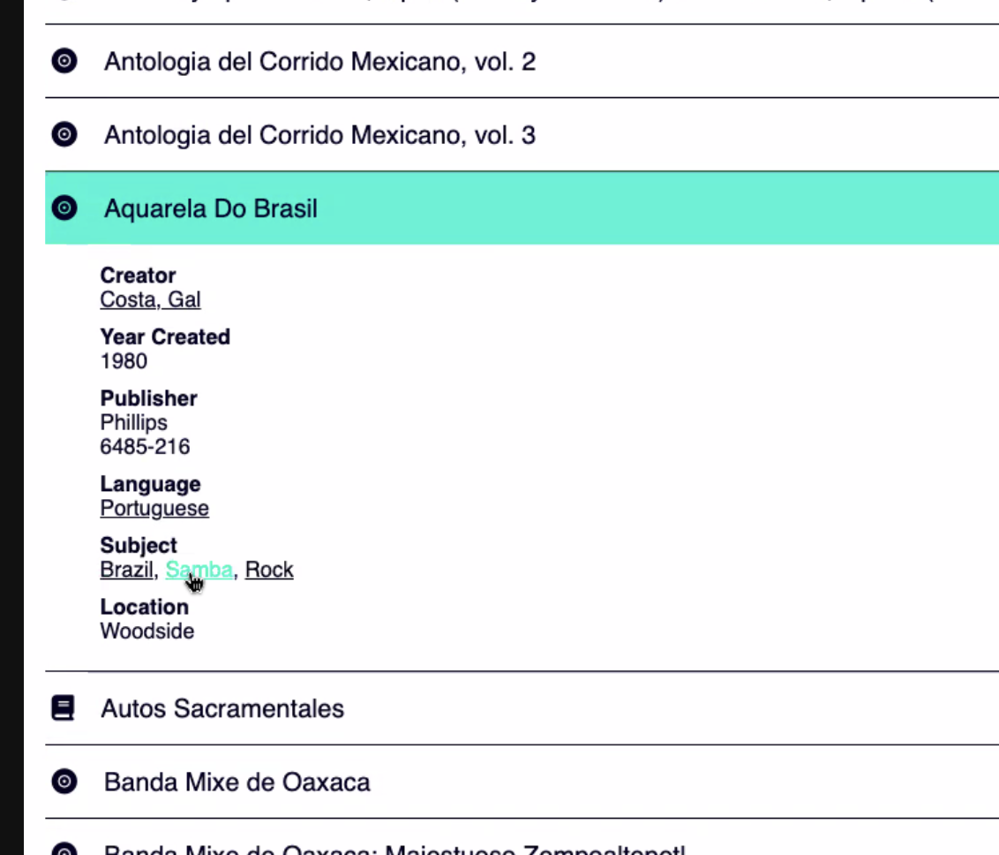 Antologia del Corrido Mexicano, vol. 2
Antologia del Corrido Mexicano, vol. 3
Aquarela Do Brasil
Creator
Costa, Gal
Year Created
1980
Publisher
Phillips
6485-216
Language
Portuguese
Subject
Brazil, Samba, Rock
Location
Woodside
Autos Sacramentales
Banda Mixe de Oaxaca
Banda Mixe de Oaxaca: Majestuoso Zempoaltepetl